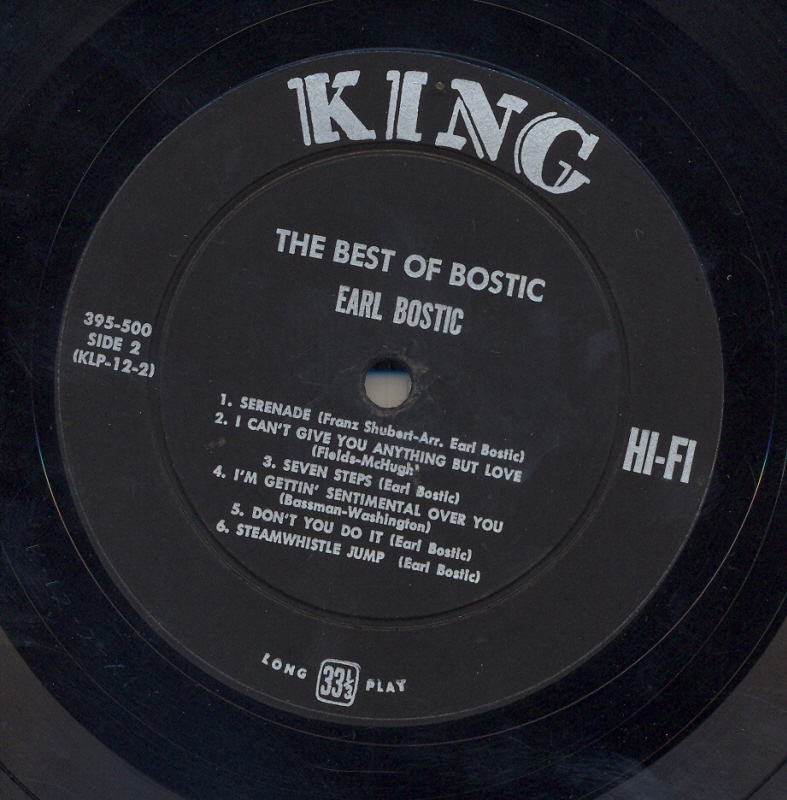 KING
THE BEST OF BOSTIC
EARL BOSTIC
395-500
SIDE 2
(KLP-12-2)
HI-FI
1. SERENADE (Franz Shubert-Arr. Earl Bostic)
2. I CAN'T GIVE YOU ANYTHING BUT LOVE
(Fields-McHugh)
3. SEVEN STEPS (Earl Bostic)
4. I'M GETTIN' SENTIMENTAL OVER YOU
(Bassman-Washington)
5. DON'T YOU DO IT (Earl Bostic)
6. STEAMWHISTLE JUMP (Earl Bostic)
LONG 33⅓ PLAY